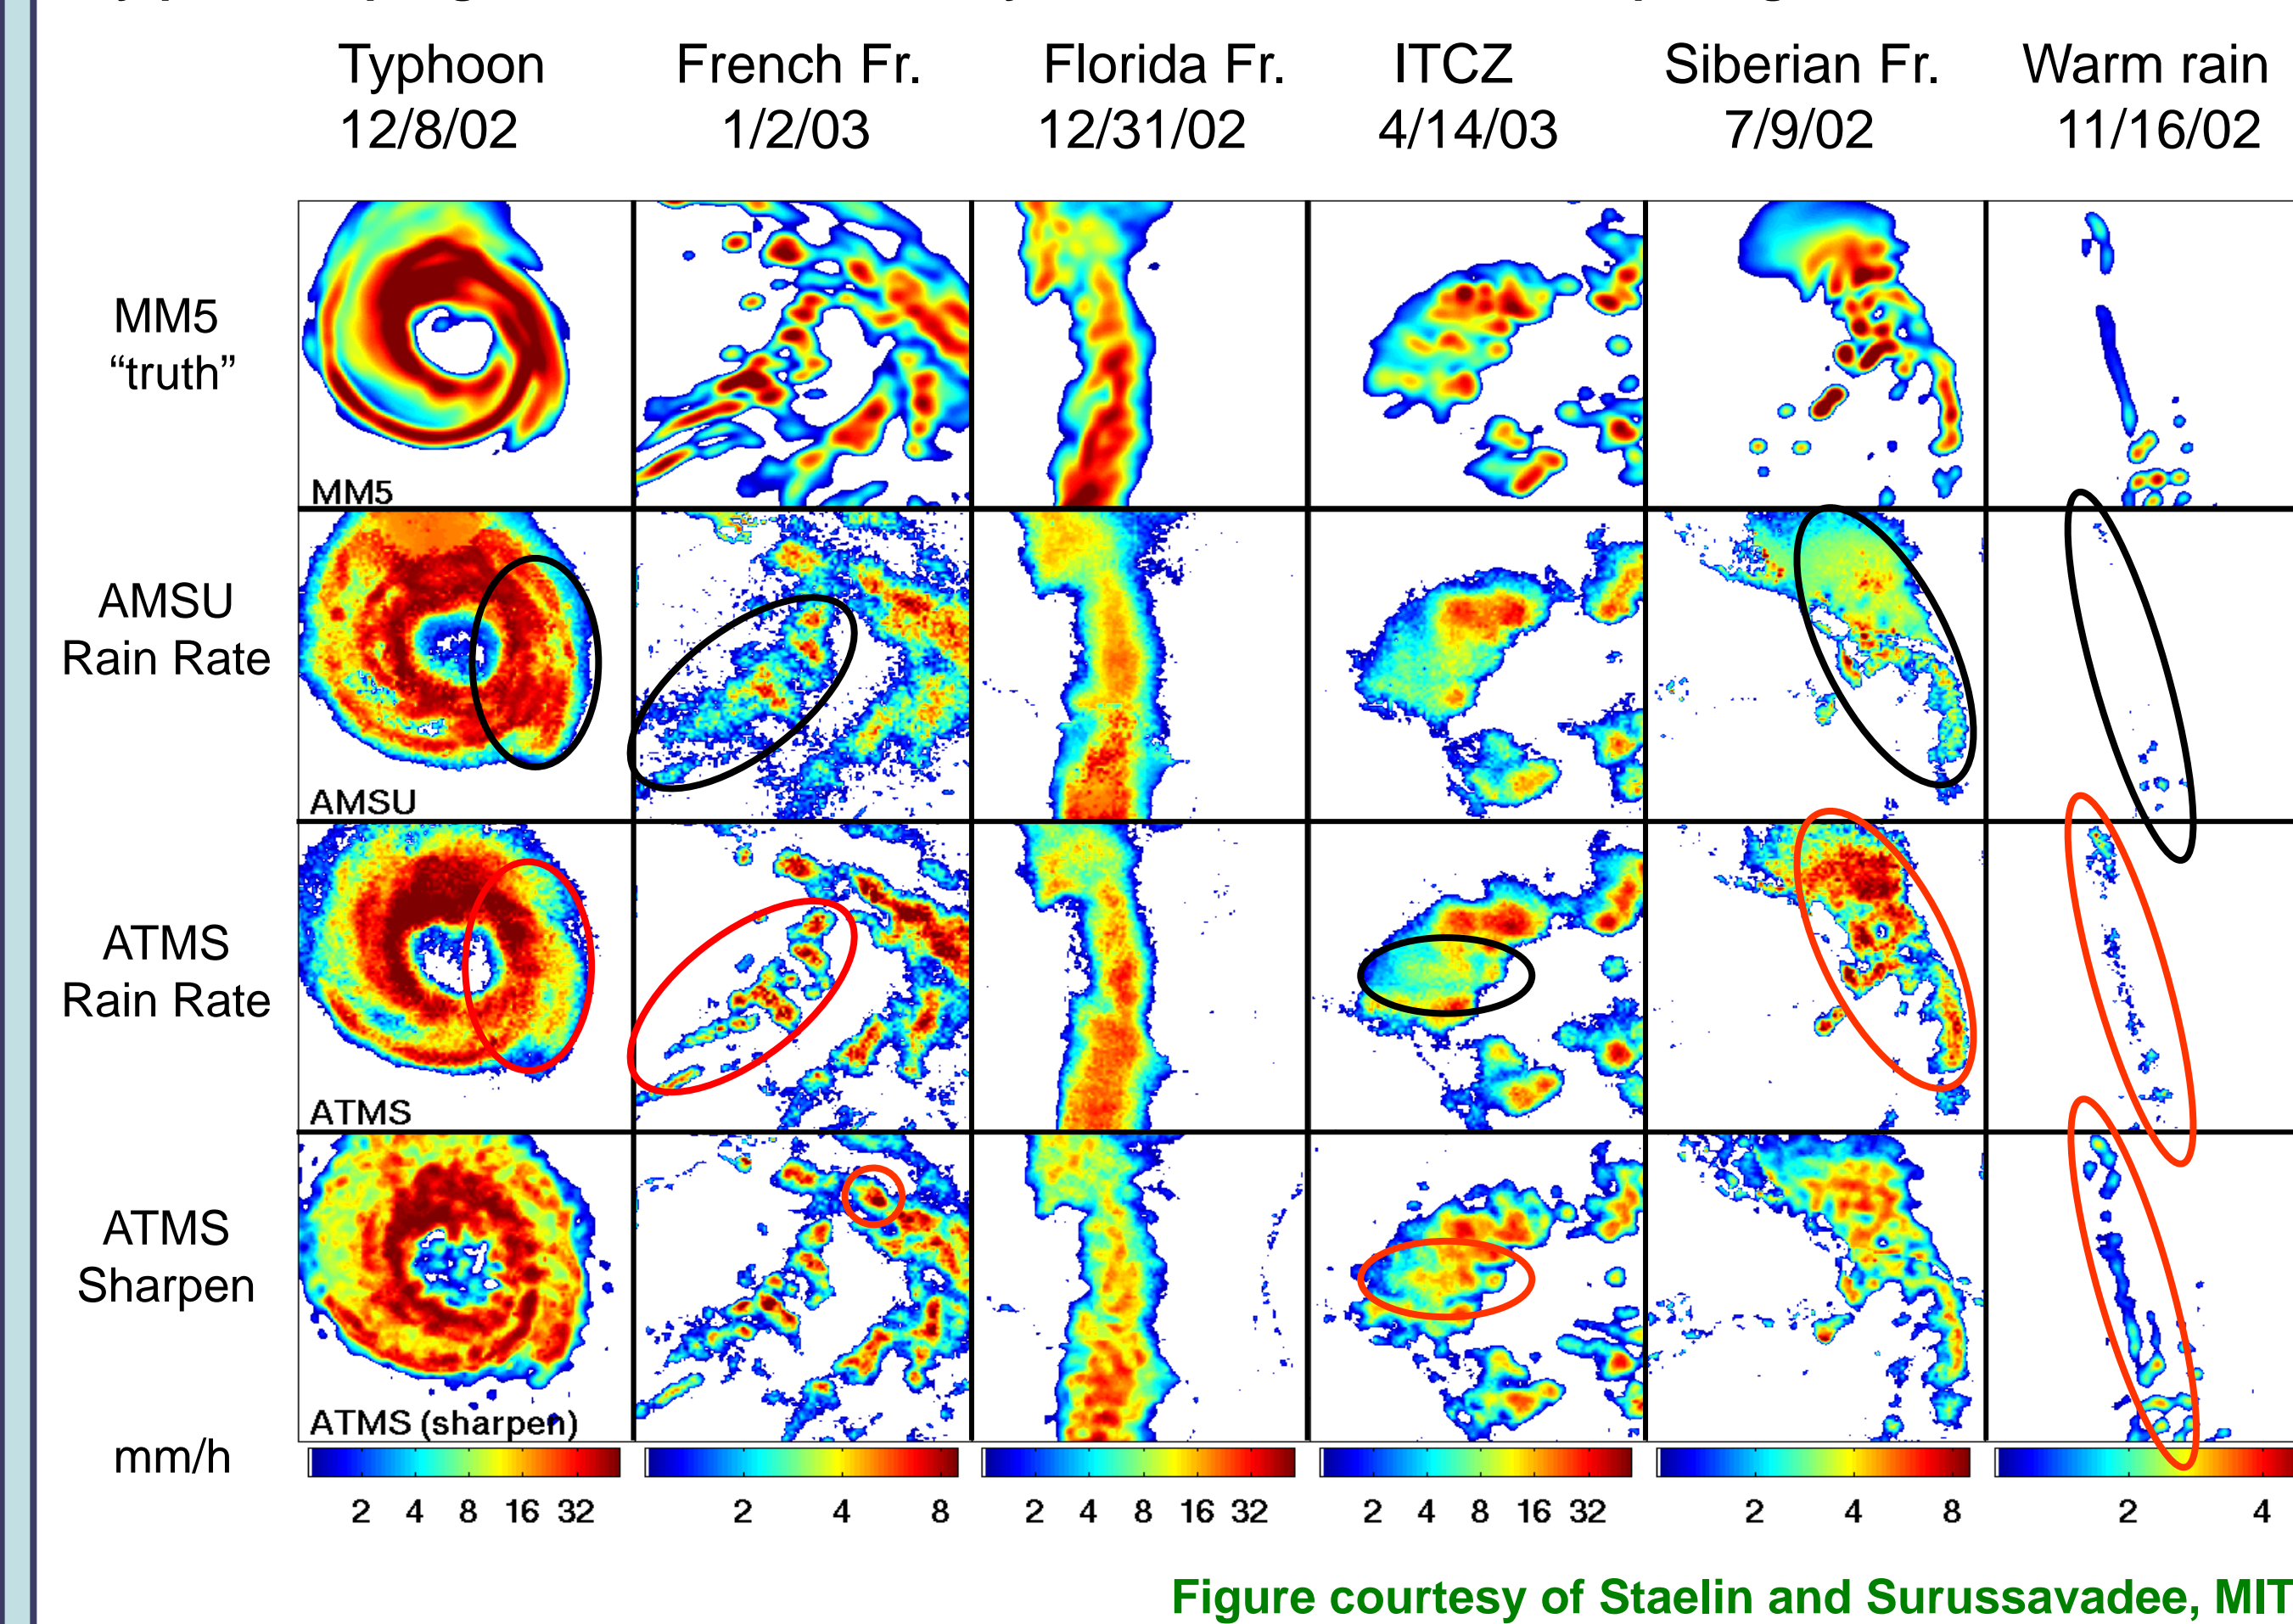 Typhoon French Fr. Florida Fr. ITCZ Siberian Fr. Warm rain
12/8/02 1/2/03 12/31/02 4/14/03 7/9/02 11/16/02
MM5
“truth”
MM5
AMSU
Rain Rate
AMSU
ATMS
Rain Rate
ATMS
ATMS
Sharpen
ATMS (sharpen)
mm/h
2 4 8 16 32 2 4 8 2 4 8 16 32 2 4 8 16 32 2 4 8 2 4
Figure courtesy of Staelin and Surussavadee, MIT